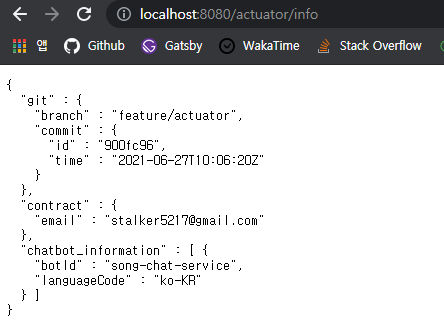 localhost:8080/actuator/info
앱 Github Gatsby WakaTime Stack Overflow
{
"git" : {
"branch" : "feature/actuator",
"commit" : {
"id" : "900fc96",
"time" : "2021-06-27T10:06:20Z"
}
},
"contract" : {
"email" : "stalker5217@gmail.com"
},
"chatbot_information" : [ {
"botId" : "song-chat-service",
"languageCode" : "ko-KR"
} ]
}